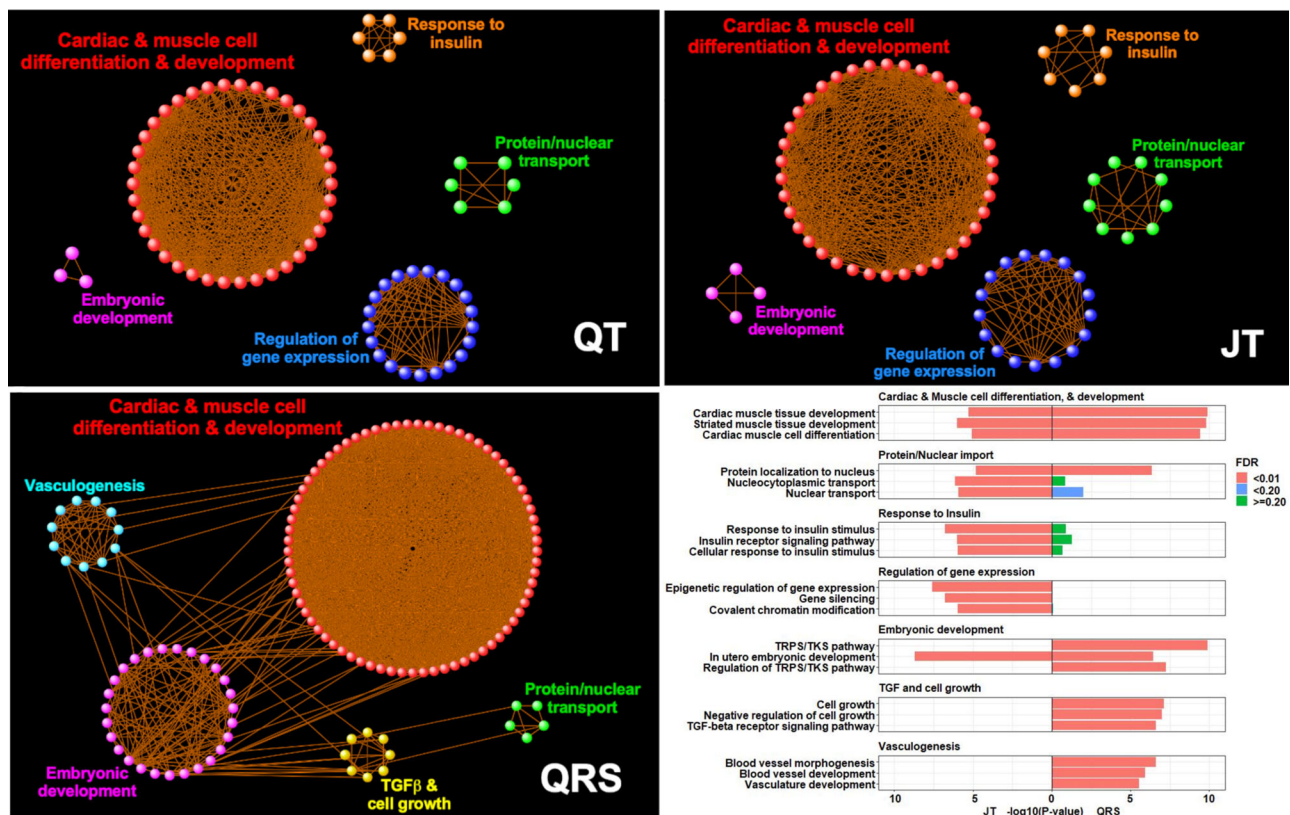 Cardiac & muscle cell
differentiation & development
Response to
insulin
Protein/nuclear
transport
Embryonic
development
Regulation of
gene expression
QT
Cardiac & muscle cell
differentiation & development
Response to
insulin
Protein/nuclear
transport
Embryonic
development
Regulation of
gene expression
JT
Cardiac & muscle cell
differentiation & development
Vasculogenesis
Protein/nuclear
transport
Embryonic
development
TGFβ &
cell growth
QRS
Cardiac & Muscle cell differentiation, & development
Cardiac muscle tissue development
Striated muscle tissue development
Cardiac muscle cell differentiation
Protein/Nuclear import
Protein localization to nucleus
Nucleocytoplasmic transport
Nuclear transport
Response to Insulin
Response to insulin stimulus
Insulin receptor signaling pathway
Cellular response to insulin stimulus
Regulation of gene expression
Epigenetic regulation of gene expression
Gene silencing
Covalent chromatin modification
Embryonic development
TRPS/TKS pathway
In utero embryonic development
Regulation of TRPS/TKS pathway
TGF and cell growth
Cell growth
Negative regulation of cell growth
TGF-beta receptor signaling pathway
Vasculogenesis
Blood vessel morphogenesis
Blood vessel development
Vasculature development
10 5 0 5 10
JT -log10(P-value) QRS
FDR
<0.01
<0.20
>=0.20